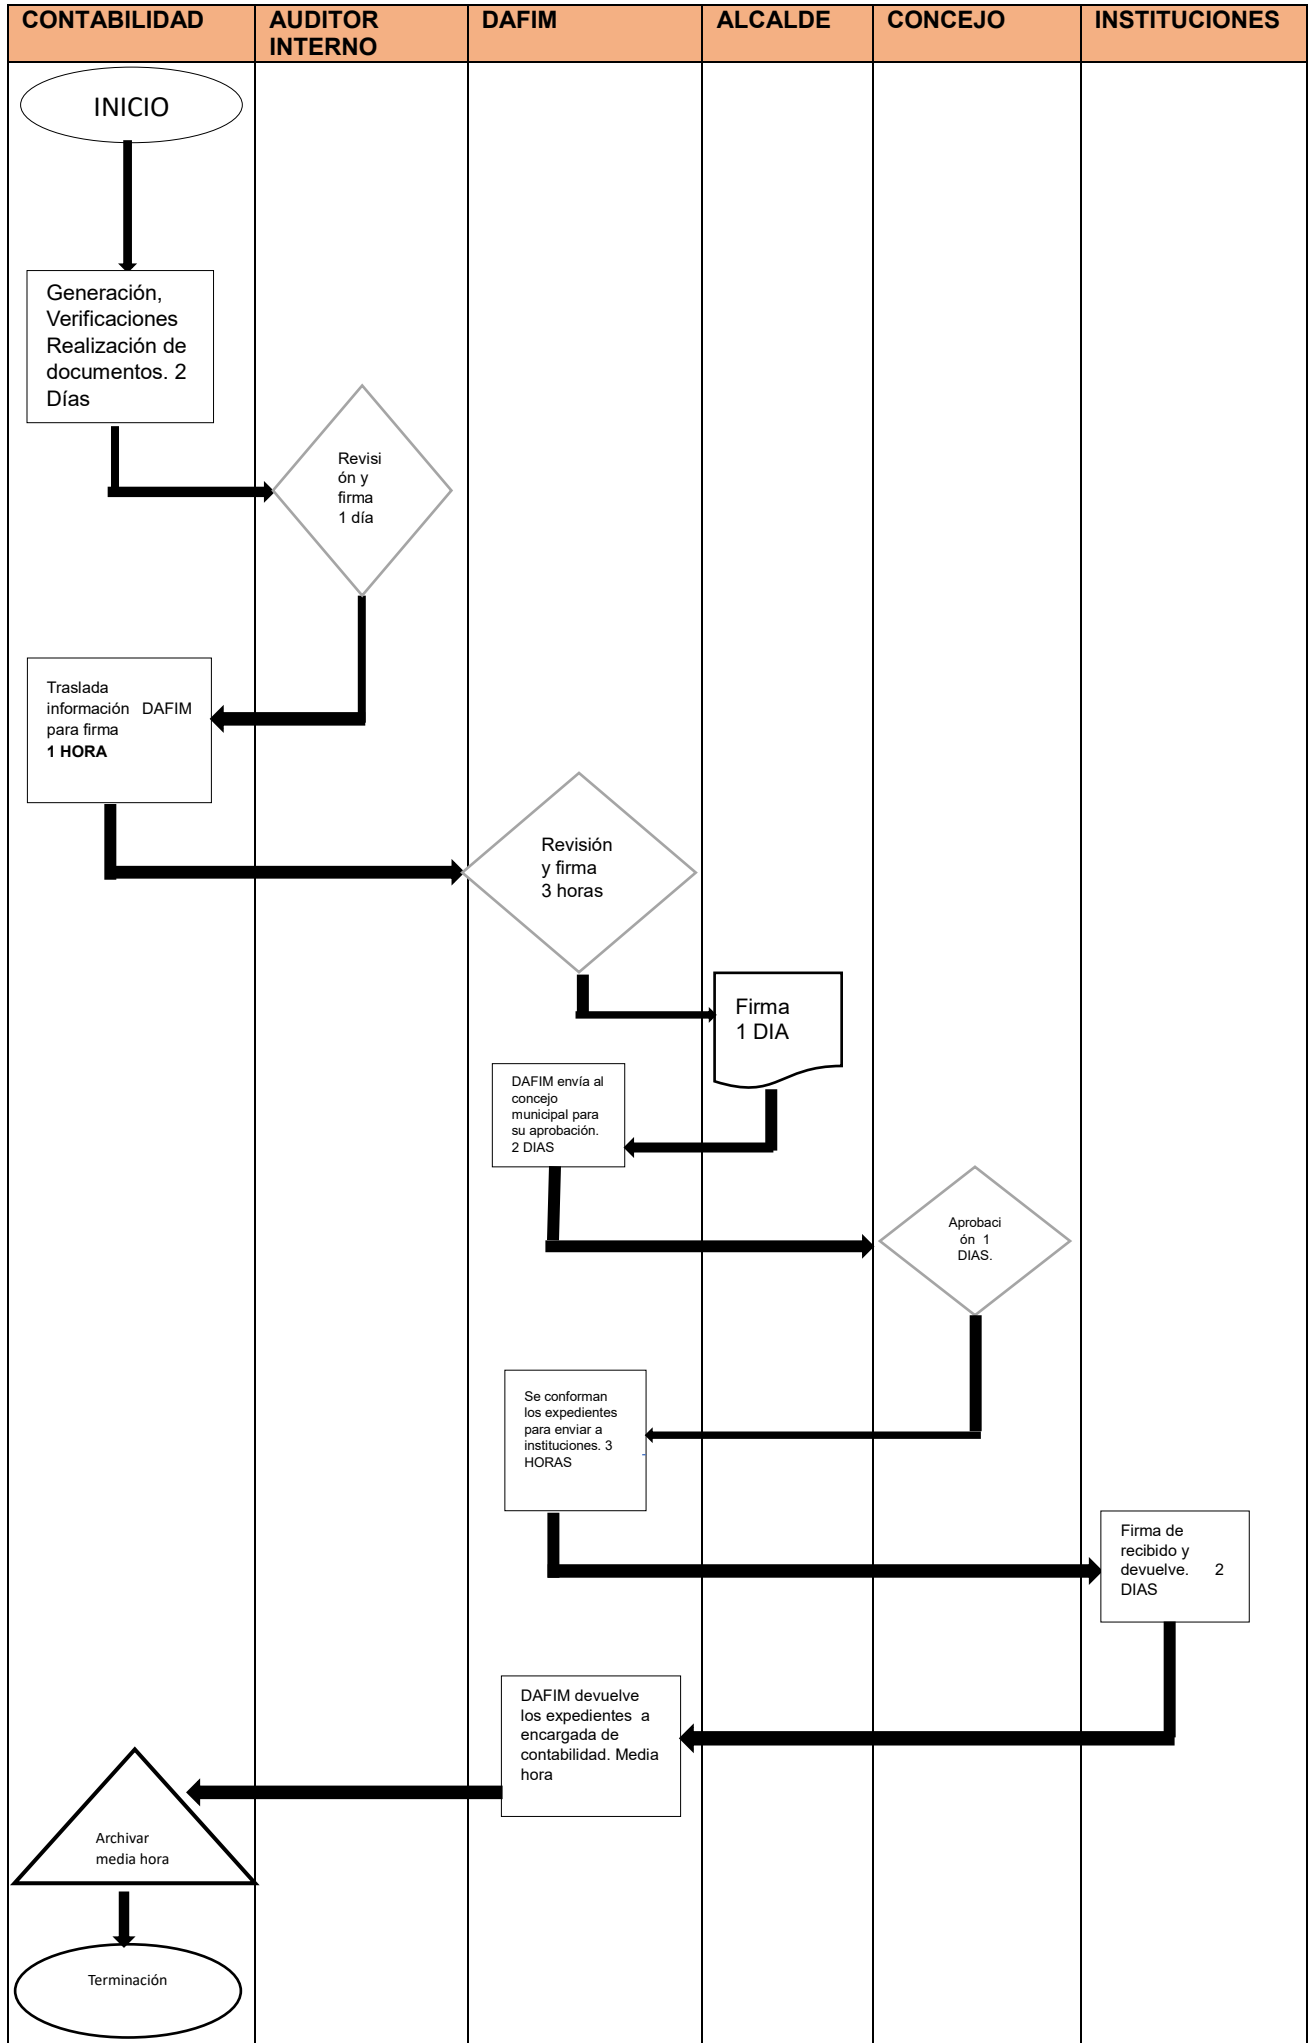 CONTABILIDAD
AUDITOR
INTERNO
DAFIM
ALCALDE
CONCEJO
INSTITUCIONES
INICIO
Generación,
Verificaciones
Realización de
documentos. 2
Días
Revisi
ón y
firma
1 día
Traslada
información DAFIM
para firma
1 HORA
Revisión
y firma
3 horas
Firma
1 DIA
DAFIM envía al
concejo
municipal para
su aprobación.
2 DIAS
Aprobaci
ón 1
DIAS.
Se conforman
los expedientes
para enviar a
instituciones. 3
HORAS
Firma de
recibido y
devuelve. 2
DIAS
DAFIM devuelve
los expedientes a
encargada de
contabilidad. Media
hora
Archivar
media hora
Terminación